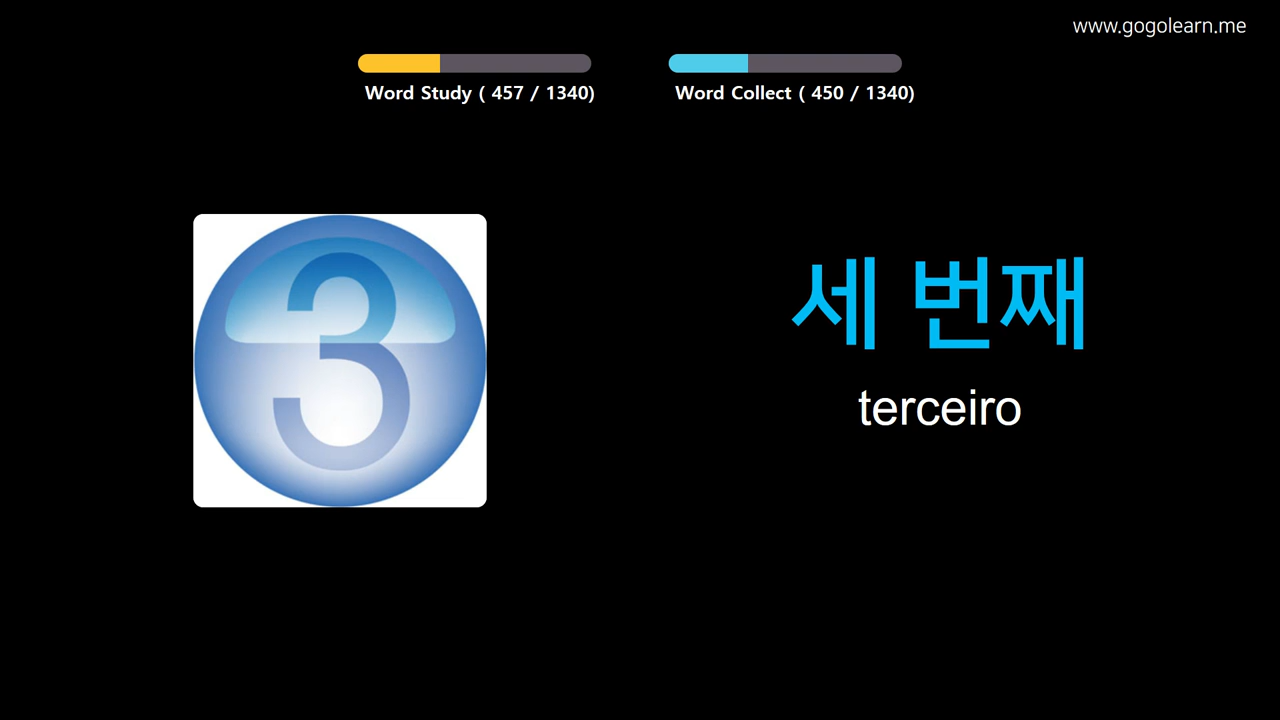 www.gogolearn.me
Word Study ( 457 / 1340)
Word Collect ( 450 / 1340)
3
세 번째
terceiro